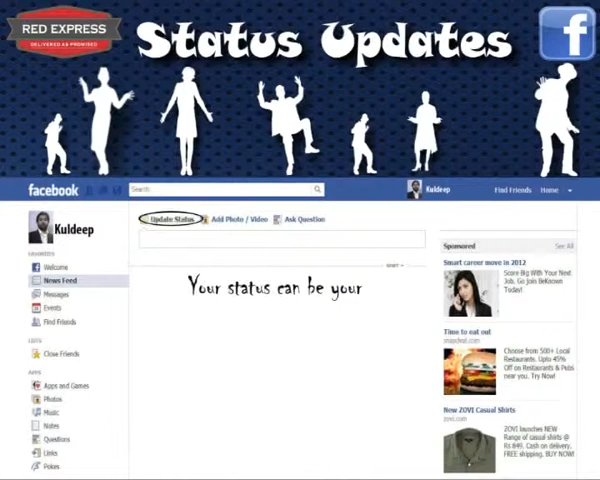 RED EXPRESS
DELIVERED AS PROMISED
Status Updates
f
facebook
Search
Kuldeep
Find Friends
Home
Kuldeep
Update Status
Add Photo / Video
Ask Question
SORT
FAVORITES
Welcome
News Feed
Messages
Events
Find Friends
LISTS
Close Friends
APPS
Apps and Games
Photos
Music
Notes
Questions
Links
Pokes
Your status can be your
Sponsored
See All
Smart career move in 2012
Score Big With Your Next
Job. Go Join BeKnown
Today!
Time to eat out
snapdeal.com
Choose from 500+ Local
Restaurants. Upto 45%
Off on Restaurants & Pubs
near you. Try Now!
New ZOVI Casual Shirts
zovi.com
ZOVI launches NEW
Range of casual shirts @
Rs 849. Cash on delivery.
FREE shipping. BUY NOW!